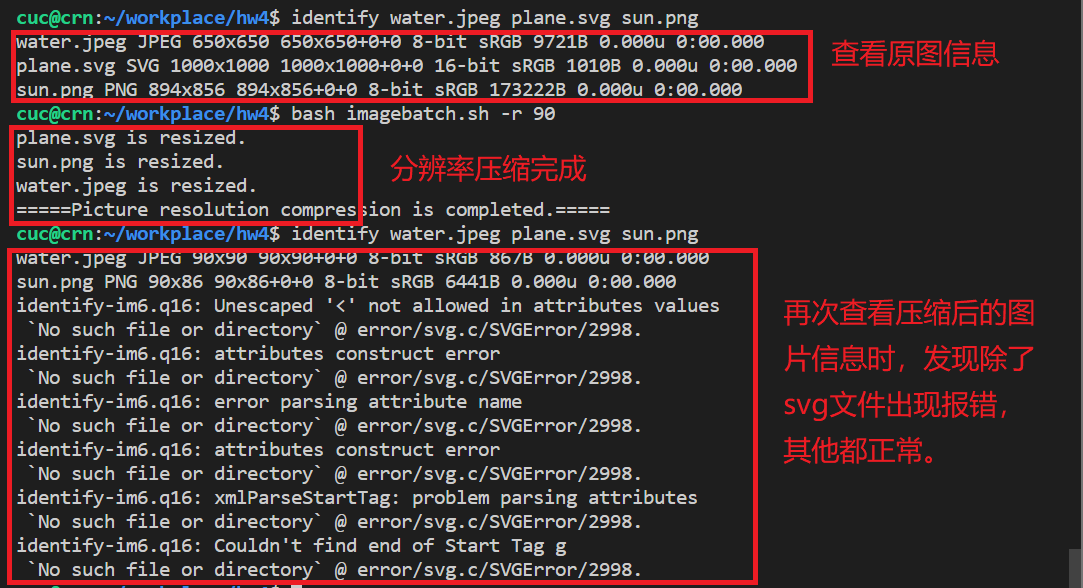 cuc@crn:~/workplace/hw4$ identify water.jpeg plane.svg sun.png
water.jpeg JPEG 650x650 650x650+0+0 8-bit sRGB 9721B 0.000u 0:00.000
plane.svg SVG 1000x1000 1000x1000+0+0 16-bit sRGB 1010B 0.000u 0:00.000
sun.png PNG 894x856 894x856+0+0 8-bit sRGB 173222B 0.000u 0:00.000
查看原图信息
cuc@crn:~/workplace/hw4$ bash imagebatch.sh -r 90
plane.svg is resized.
sun.png is resized.
water.jpeg is resized.
分辨率压缩完成
=====Picture resolution compression is completed.=====
cuc@crn:~/workplace/hw4$ identify water.jpeg plane.svg sun.png
water.jpeg JPEG 90x90 90x90+0+0 8-bit sRGB 867B 0.000u 0:00.000
sun.png PNG 90x86 90x86+0+0 8-bit sRGB 6441B 0.000u 0:00.000
identify-im6.q16: Unescaped '<' not allowed in attributes values
`No such file or directory` @ error/svg.c/SVGError/2998.
identify-im6.q16: attributes construct error
`No such file or directory` @ error/svg.c/SVGError/2998.
identify-im6.q16: error parsing attribute name
`No such file or directory` @ error/svg.c/SVGError/2998.
identify-im6.q16: attributes construct error
`No such file or directory` @ error/svg.c/SVGError/2998.
identify-im6.q16: xmlParseStartTag: problem parsing attributes
`No such file or directory` @ error/svg.c/SVGError/2998.
identify-im6.q16: Couldn't find end of Start Tag g
`No such file or directory` @ error/svg.c/SVGError/2998.
再次查看压缩后的图
片信息时，发现除了
svg文件出现报错，
其他都正常。